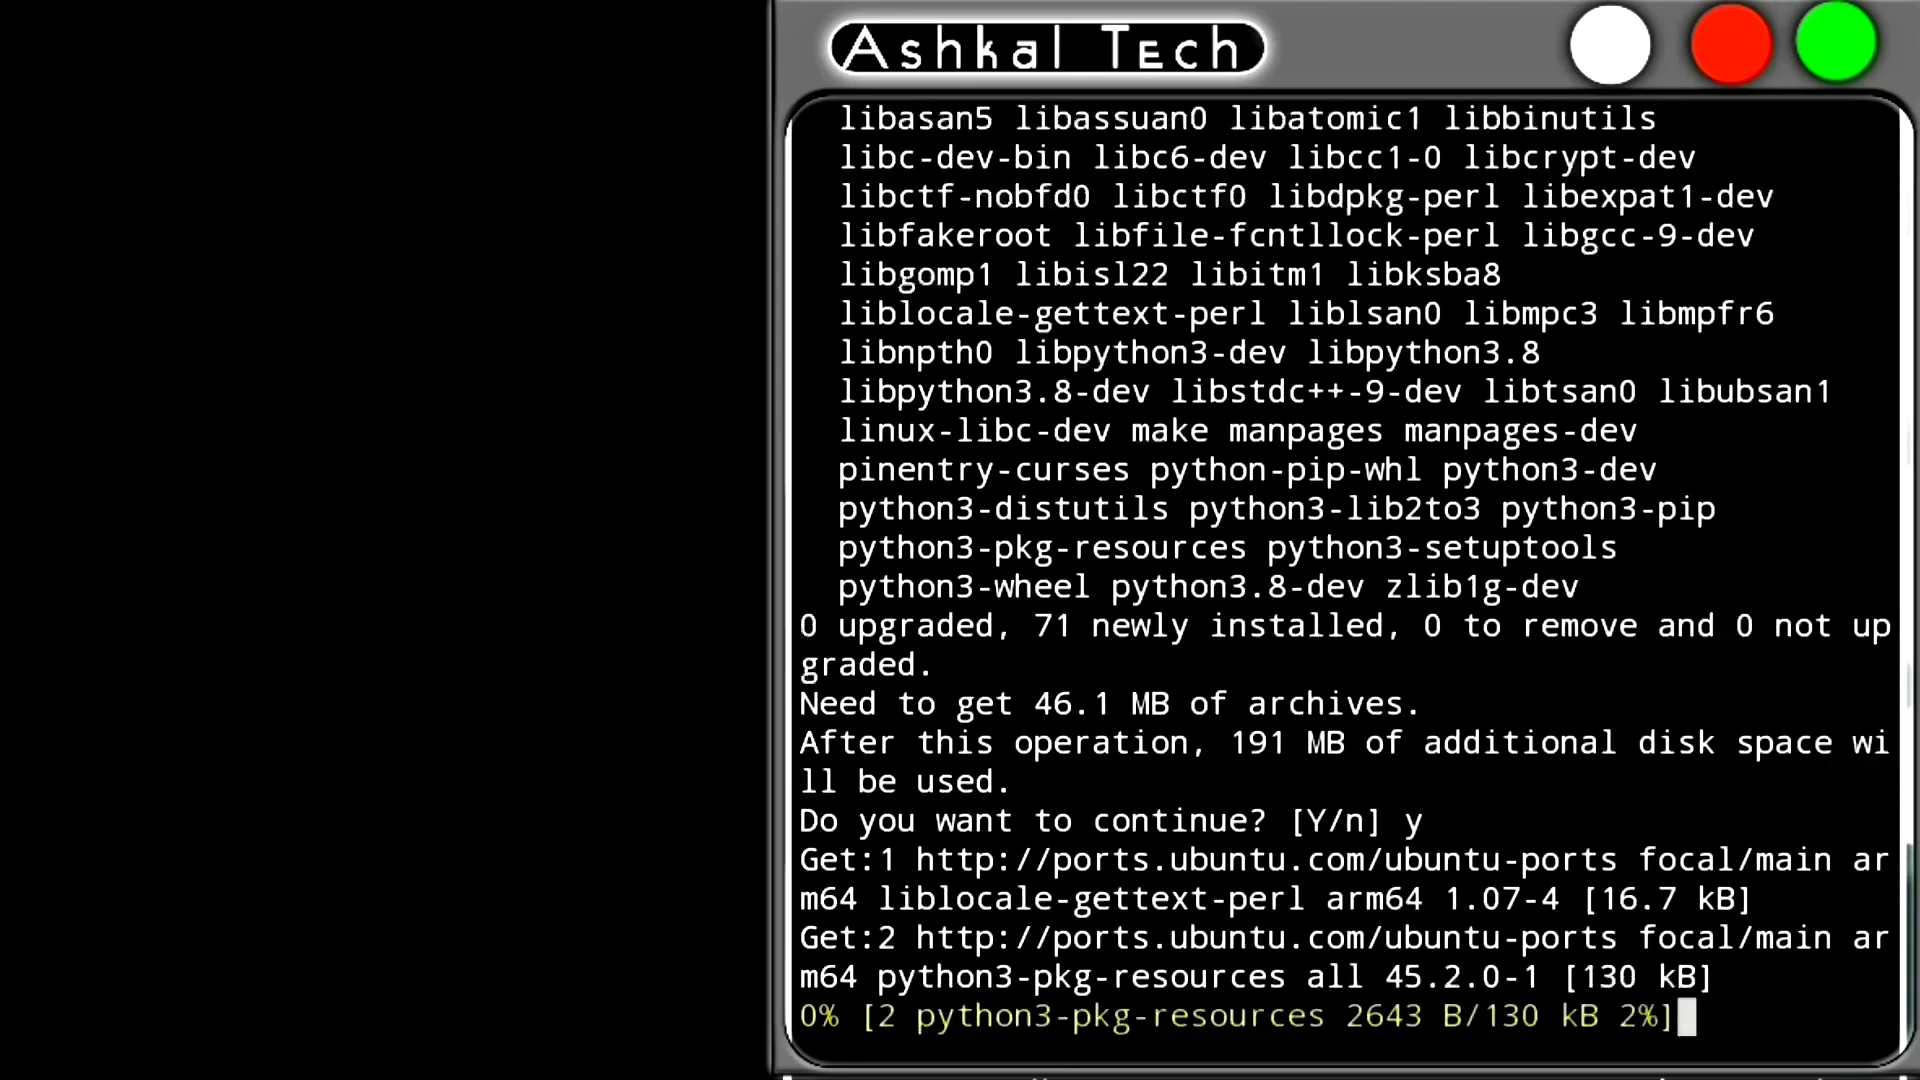 Ashkal Tech
libasan5 libassuan0 libatomic1 libbinutils
libc-dev-bin libc6-dev libcc1-0 libcrypt-dev
libctf-nobfd0 libctf0 libdpkg-perl libexpat1-dev
libfakeroot libfile-fcntllock-perl libgcc-9-dev
libgomp1 libisl22 libitm1 libksba8
liblocale-gettext-perl liblsan0 libmpc3 libmpfr6
libnpth0 libpython3-dev libpython3.8
libpython3.8-dev libstdc++-9-dev libtsan0 libubsan1
linux-libc-dev make manpages manpages-dev
pinentry-curses python-pip-whl python3-dev
python3-distutils python3-lib2to3 python3-pip
python3-pkg-resources python3-setuptools
python3-wheel python3.8-dev zlib1g-dev
0 upgraded, 71 newly installed, 0 to remove and 0 not up
graded.
Need to get 46.1 MB of archives.
After this operation, 191 MB of additional disk space wi
ll be used.
Do you want to continue? [Y/n] y
Get:1 http://ports.ubuntu.com/ubuntu-ports focal/main ar
m64 liblocale-gettext-perl arm64 1.07-4 [16.7 kB]
Get:2 http://ports.ubuntu.com/ubuntu-ports focal/main ar
m64 python3-pkg-resources all 45.2.0-1 [130 kB]
0% [2 python3-pkg-resources 2643 B/130 kB 2%]